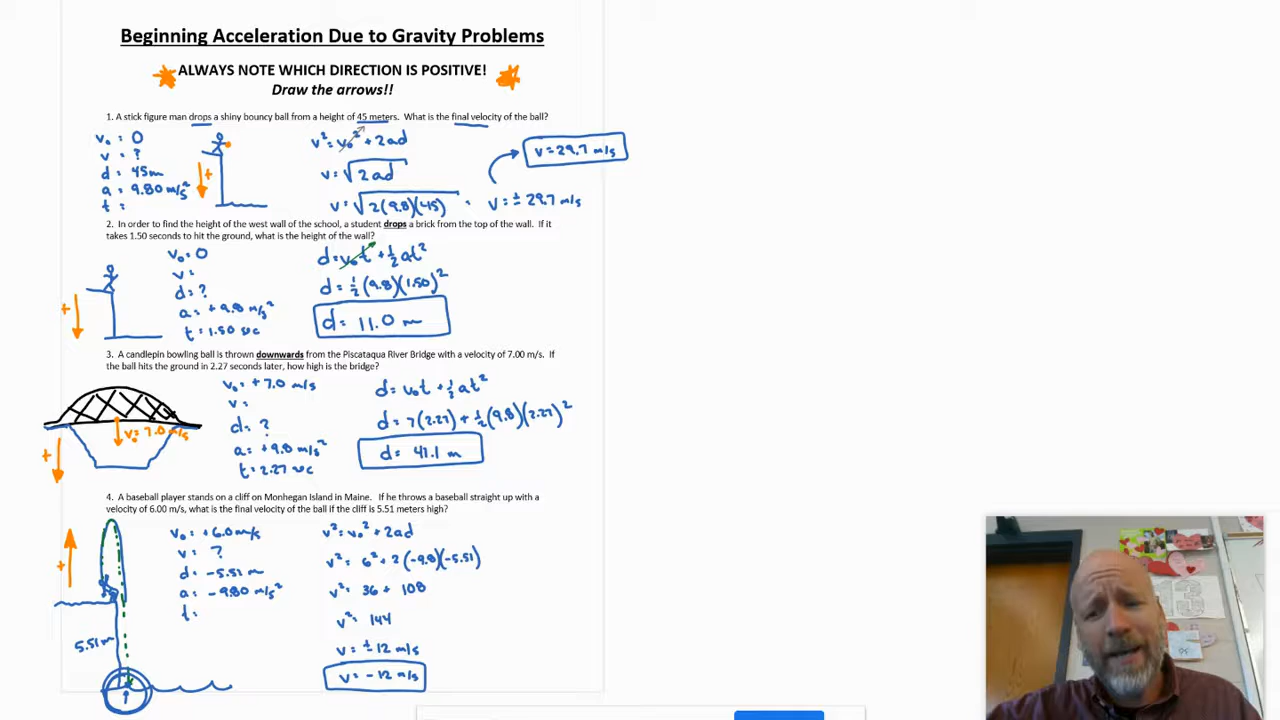 Beginning Acceleration Due to Gravity Problems
ALWAYS NOTE WHICH DIRECTION IS POSITIVE!
Draw the arrows!!
1. A stick figure man drops a shiny bouncy ball from a height of 45 meters. What is the final velocity of the ball?
v₀ = 0
v = ?
d = 45m
a = 9.80 m/s²
t =
+
v² = v₀² + 2ad
v = √2ad
v = √2(9.8)(45)
v = ± 29.7 m/s
v = 29.7 m/s
2. In order to find the height of the west wall of the school, a student drops a brick from the top of the wall. If it
takes 1.50 seconds to hit the ground, what is the height of the wall?
+
v₀ = 0
v =
d = ?
a = +9.8 m/s²
t = 1.50 sec
d = v₀t + ½at²
d = ½(9.8)(1.50)²
d = 11.0 m
3. A candlepin bowling ball is thrown downwards from the Piscataqua River Bridge with a velocity of 7.00 m/s. If
the ball hits the ground in 2.27 seconds later, how high is the bridge?
v₀ = 7.0 m/s
+
v₀ = +7.0 m/s
v =
d = ?
a = +9.8 m/s²
t = 2.27 sec
d = v₀t + ½at²
d = 7(2.27) + ½(9.8)(2.27)²
d = 41.1 m
4. A baseball player stands on a cliff on Monhegan Island in Maine. If he throws a baseball straight up with a
velocity of 6.00 m/s, what is the final velocity of the ball if the cliff is 5.51 meters high?
+
5.51 m
v₀ = +6.0 m/s
v = ?
d = -5.51 m
a = -9.80 m/s²
t =
v² = v₀² + 2ad
v² = 6² + 2(-9.8)(-5.51)
v² = 36 + 108
v² = 144
v = ± 12 m/s
v = -12 m/s